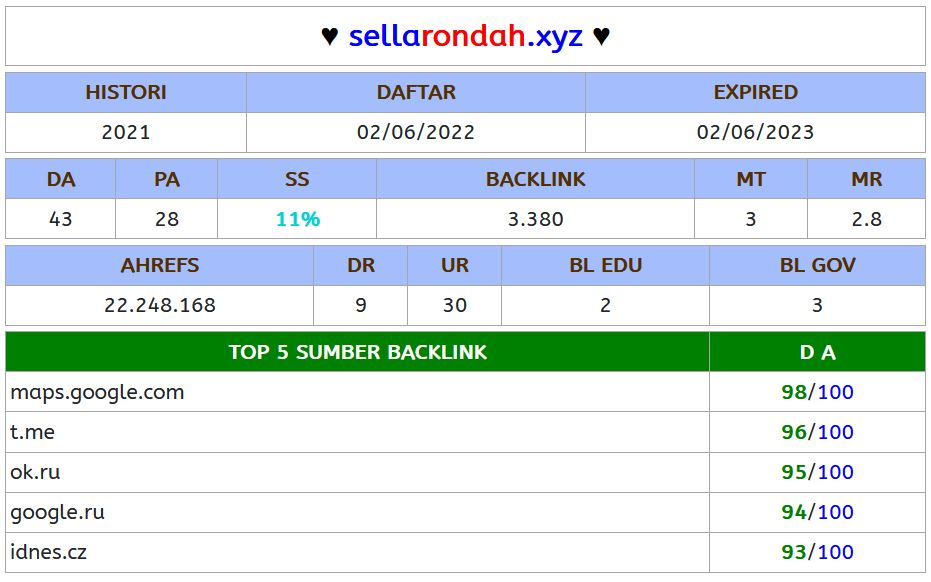 ♥ sellarondah.xyz ♥
HISTORI DAFTAR EXPIRED
2021 02/06/2022 02/06/2023
DA PA SS BACKLINK MT MR
43 28 11% 3.380 3 2.8
AHREFS DR UR BL EDU BL GOV
22.248.168 9 30 2 3
TOP 5 SUMBER BACKLINK D A
maps.google.com 98/100
t.me 96/100
ok.ru 95/100
google.ru 94/100
idnes.cz 93/100